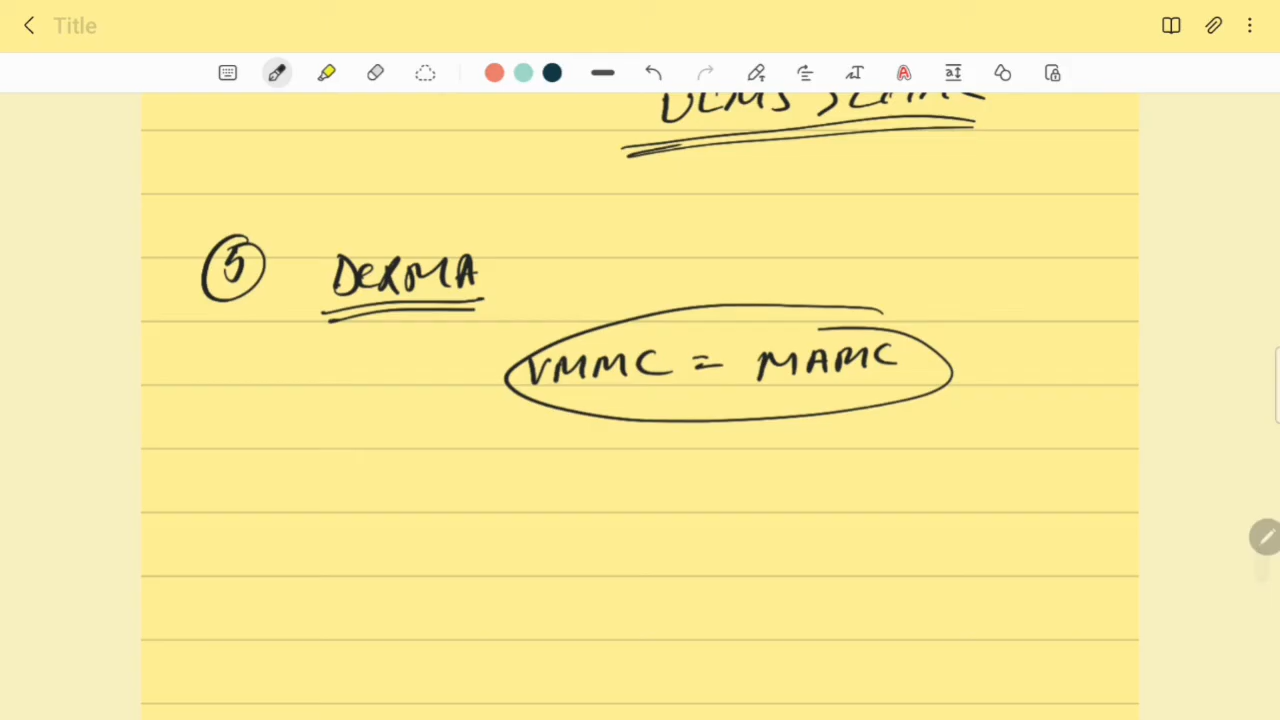 Title
⑤ DERMA
VMMC = MAMC